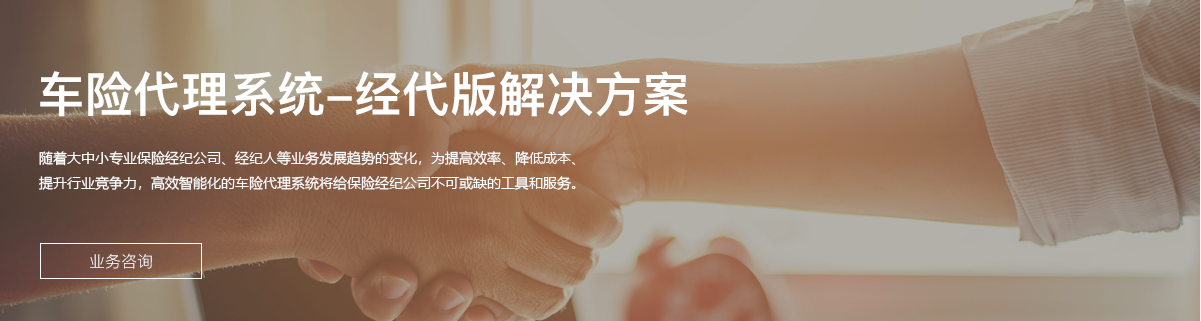 车险代理系统–经代版解决方案
随着大中小专业保险经纪公司、经纪人等业务发展趋势的变化，为提高效率、降低成本、
提升行业竞争力，高效智能化的车险代理系统将给保险经纪公司不可或缺的工具和服务。
业务咨询